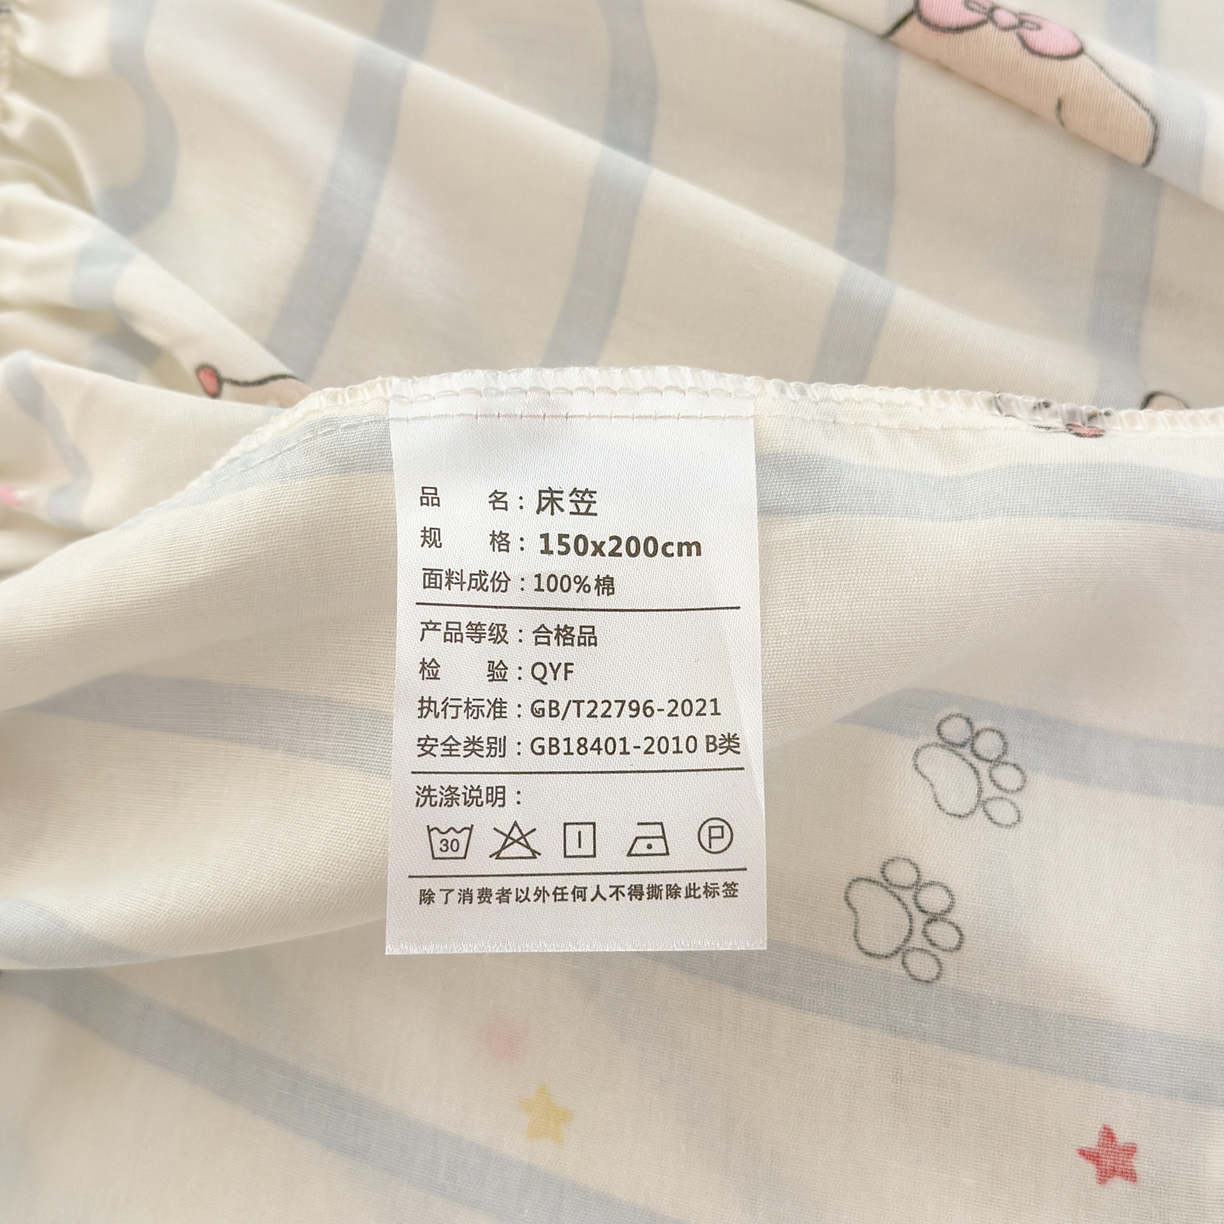 品 名：床笠
规 格：150x200cm
面料成份：100%棉
产品等级：合格品
检 验：QYF
执行标准：GB/T22796-2021
安全类别：GB18401-2010 B类
洗涤说明：
30 P
除了消费者以外任何人不得撕除此标签